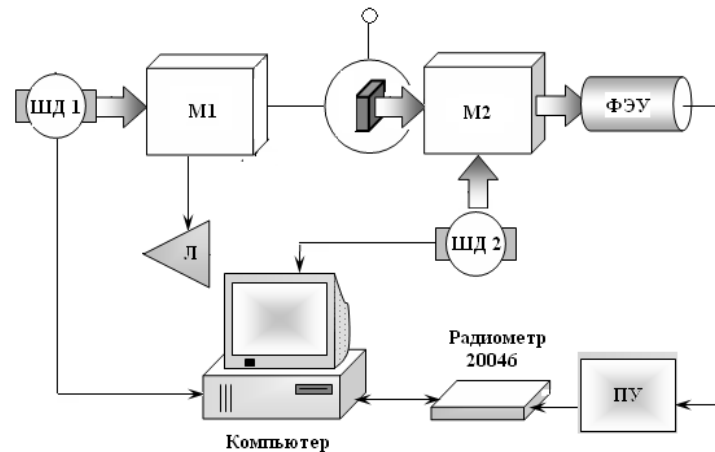 ШД 1
М1
М2
ФЭУ
Л
ШД 2
Радиометр
20046
ПУ
Компьютер